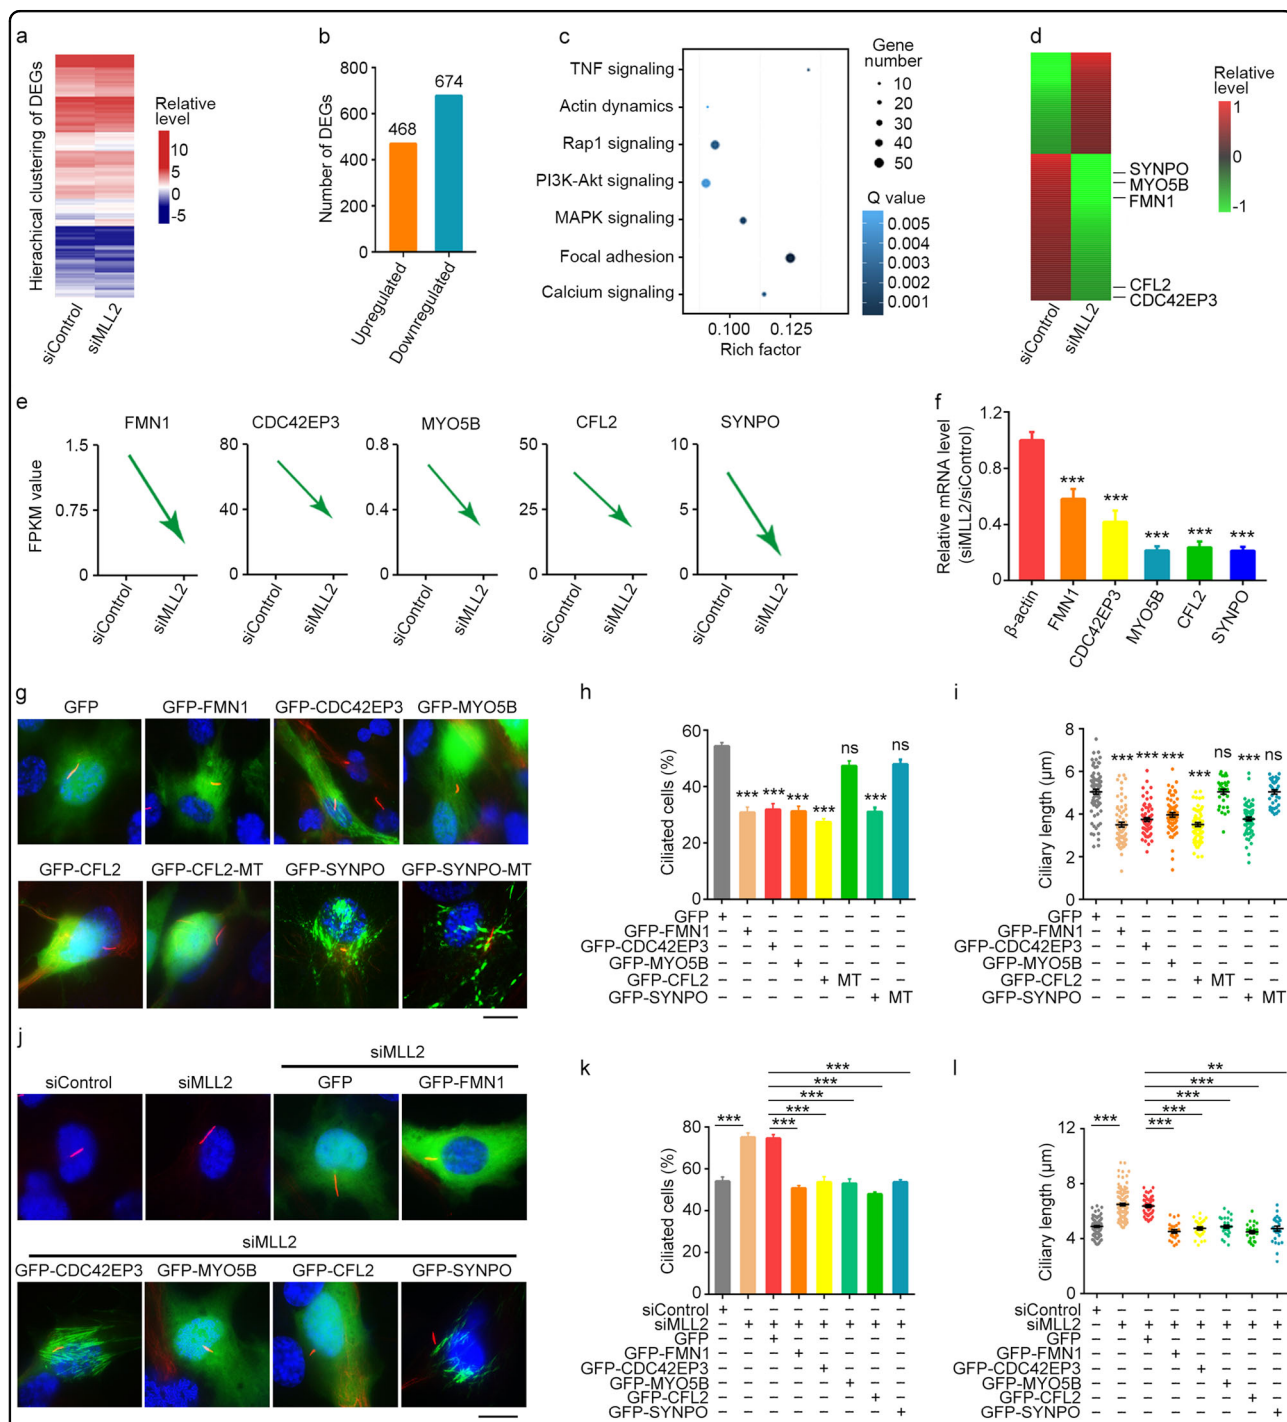 a
Hierachical clustering of DEGs
siControl
siMLL2
Relative
level
10
5
0
-5
b
Number of DEGs
800
600
400
200
0
468
674
Upregulated
Downregulated
c
TNF signaling
Actin dynamics
Rap1 signaling
PI3K-Akt signaling
MAPK signaling
Focal adhesion
Calcium signaling
0.100 0.125
Rich factor
Gene
number
10
20
30
40
50
Q value
0.005
0.004
0.003
0.002
0.001
d
siControl
siMLL2
SYNPO
MYO5B
FMN1
CFL2
CDC42EP3
Relative
level
1
0
-1
e
FPKM value
FMN1
1.5
0.75
0
siControl
siMLL2
CDC42EP3
80
40
0
siControl
siMLL2
MYO5B
0.8
0.4
0
siControl
siMLL2
CFL2
50
25
0
siControl
siMLL2
SYNPO
10
5
0
siControl
siMLL2
f
Relative mRNA level
(siMLL2/siControl)
1.2
0.8
0.4
0
*** *** *** *** ***
β-actin
FMN1
CDC42EP3
MYO5B
CFL2
SYNPO
g
GFP GFP-FMN1 GFP-CDC42EP3 GFP-MYO5B
GFP-CFL2 GFP-CFL2-MT GFP-SYNPO GFP-SYNPO-MT
h
Ciliated cells (%)
60
40
20
0
*** *** *** *** ns *** ns
GFP + – – – – – – –
GFP-FMN1 – + – – – – – –
GFP-CDC42EP3 – – + – – – – –
GFP-MYO5B – – – + – – – –
GFP-CFL2 – – – – + MT – –
GFP-SYNPO – – – – – – + MT
i
Ciliary length (μm)
8
6
4
2
0
*** *** *** *** ns *** ns
GFP + – – – – – – –
GFP-FMN1 – + – – – – – –
GFP-CDC42EP3 – – + – – – – –
GFP-MYO5B – – – + – – – –
GFP-CFL2 – – – – + MT – –
GFP-SYNPO – – – – – – + MT
j
siMLL2
siControl siMLL2 GFP GFP-FMN1
siMLL2
GFP-CDC42EP3 GFP-MYO5B GFP-CFL2 GFP-SYNPO
k
Ciliated cells (%)
80
60
40
20
0
***
***
***
***
***
***
siControl + – – – – – – –
siMLL2 – + + + + + + +
GFP – – + – – – – –
GFP-FMN1 – – – + – – – –
GFP-CDC42EP3 – – – – + – – –
GFP-MYO5B – – – – – + – –
GFP-CFL2 – – – – – – + –
GFP-SYNPO – – – – – – – +
l
Ciliary length (μm)
12
8
4
0
**
***
***
***
***
***
siControl + – – – – – – –
siMLL2 – + + + + + + +
GFP – – + – – – – –
GFP-FMN1 – – – + – – – –
GFP-CDC42EP3 – – – – + – – –
GFP-MYO5B – – – – – + – –
GFP-CFL2 – – – – – – + –
GFP-SYNPO – – – – – – – +